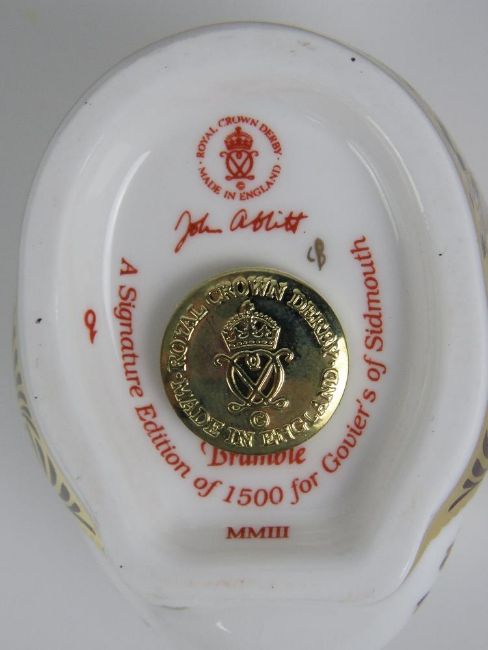 ROYAL CROWN DERBY
· MADE IN ENGLAND ·
©
John Ablitt
ROYAL CROWN DERBY
· MADE IN ENGLAND ·
©
Bramble
A Signature Edition of 1500 for Govier's of Sidmouth
MMIII